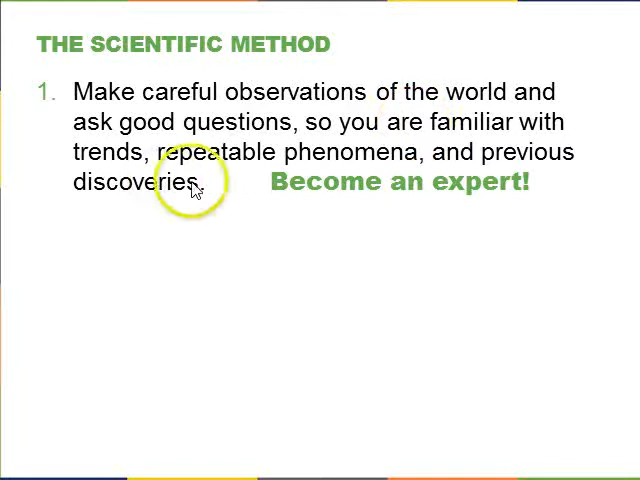 THE SCIENTIFIC METHOD
1. Make careful observations of the world and
ask good questions, so you are familiar with
trends, repeatable phenomena, and previous
discoveries. Become an expert!